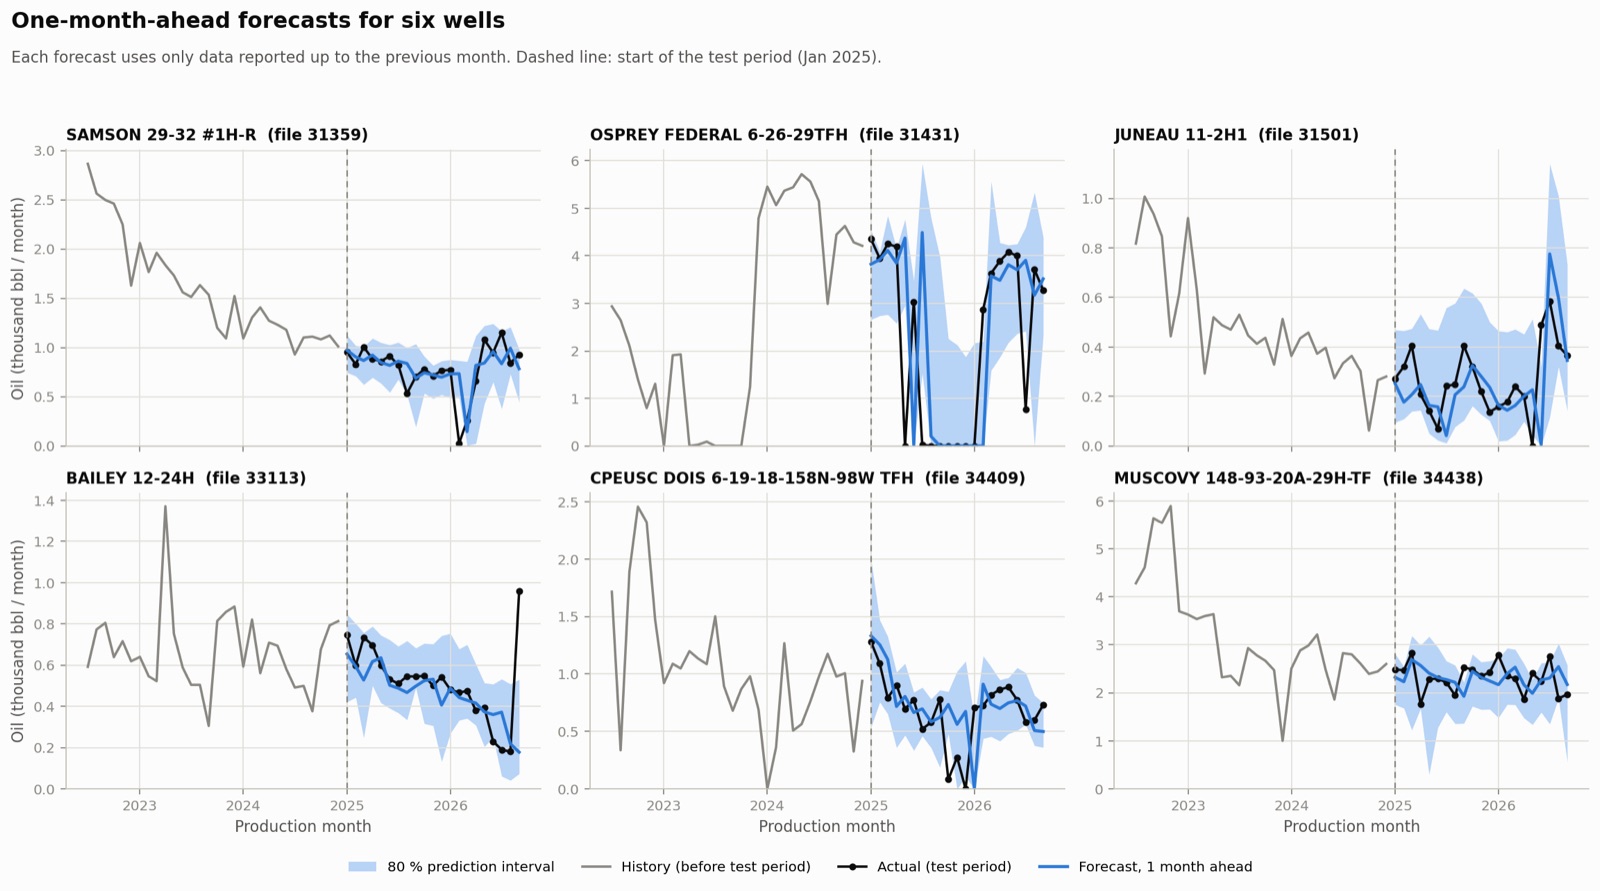 One-month-ahead forecasts for six wells
Each forecast uses only data reported up to the previous month. Dashed line: start of the test period (Jan 2025).
SAMSON 29-32 #1H-R (file 31359)
OSPREY FEDERAL 6-26-29TFH (file 31431)
JUNEAU 11-2H1 (file 31501)
Oil (thousand bbl / month)
3.0
2.5
2.0
1.5
1.0
0.5
0.0
6
5
4
3
2
1
0
1.0
0.8
0.6
0.4
0.2
0.0
BAILEY 12-24H (file 33113)
CPEUSC DOIS 6-19-18-158N-98W TFH (file 34409)
MUSCOVY 148-93-20A-29H-TF (file 34438)
Oil (thousand bbl / month)
1.4
1.2
1.0
0.8
0.6
0.4
0.2
0.0
2.5
2.0
1.5
1.0
0.5
0.0
6
5
4
3
2
1
0
2023 2024 2025 2026
2023 2024 2025 2026
2023 2024 2025 2026
Production month
Production month
Production month
80 % prediction interval
History (before test period)
Actual (test period)
Forecast, 1 month ahead